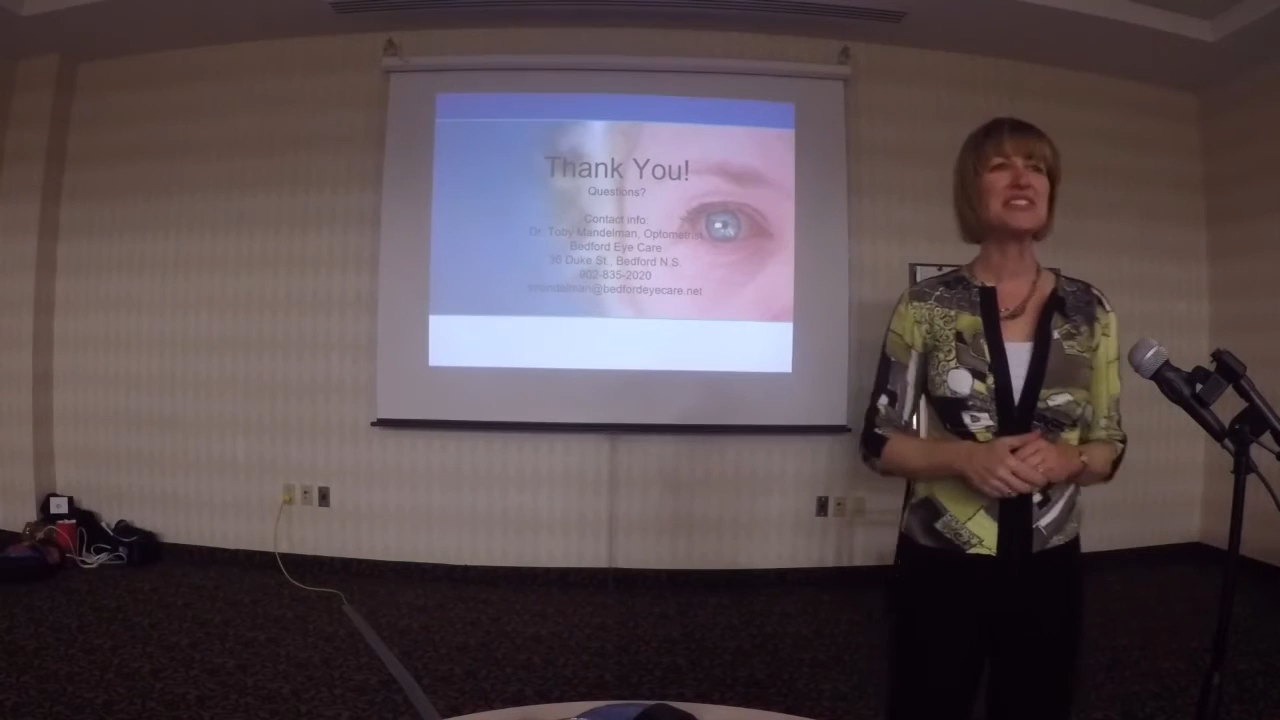 Thank You!
Questions?
Contact info:
Dr. Toby Mandelman, Optometrist
Bedford Eye Care
36 Duke St., Bedford N.S.
902-835-2020
tmandelman@bedfordeyecare.net